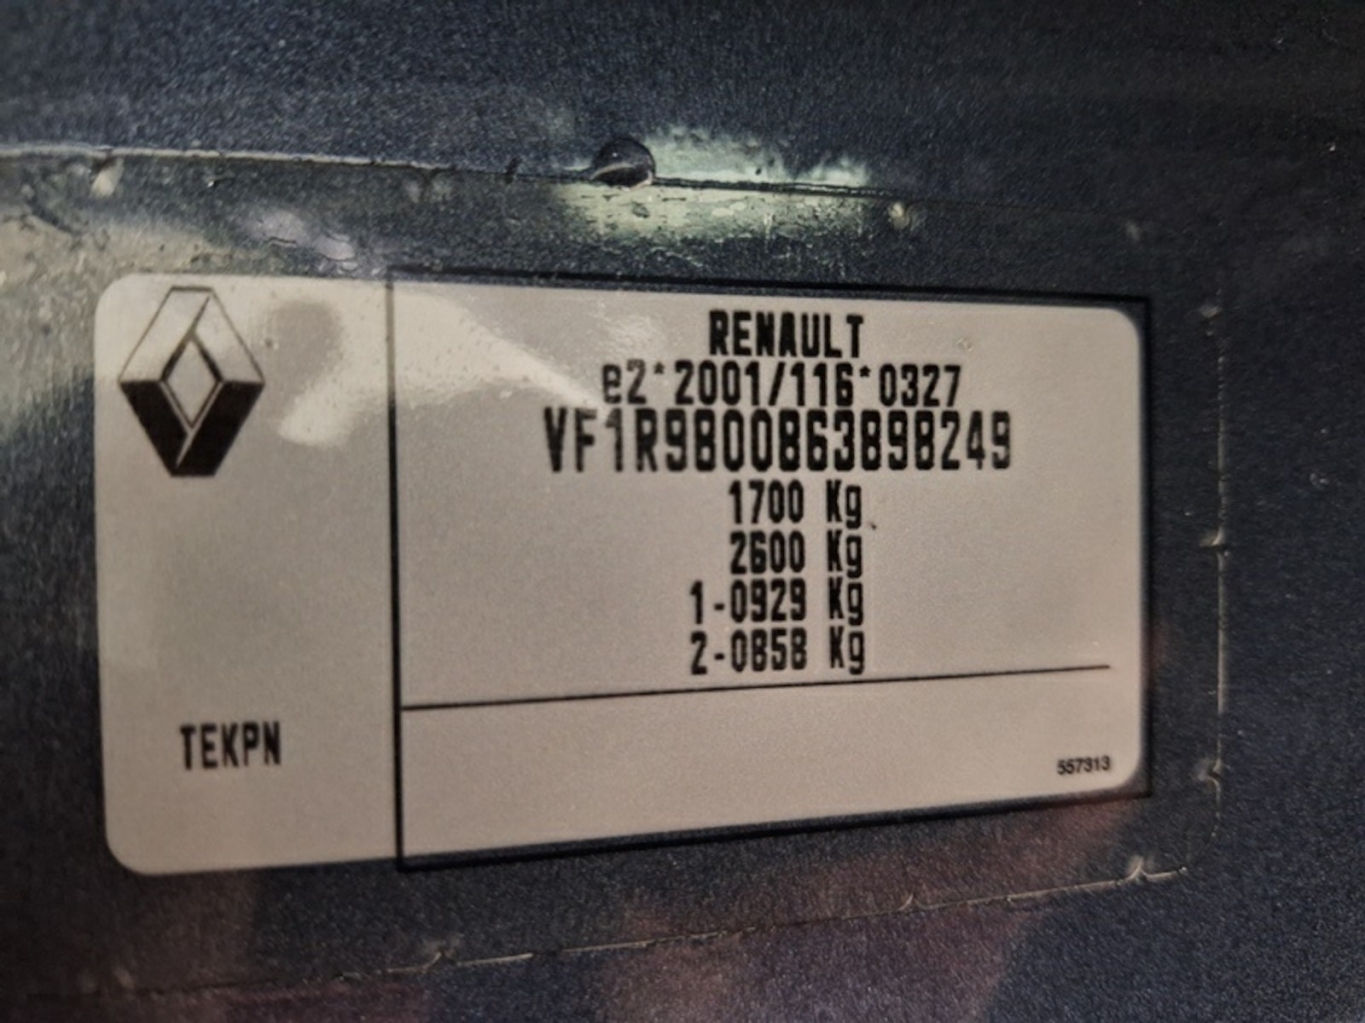 RENAULT
e2*2001/116*0327
VF1R9800863898249
1700 Kg
2600 Kg
1-0929 Kg
2-0858 Kg
TEKPN
557313